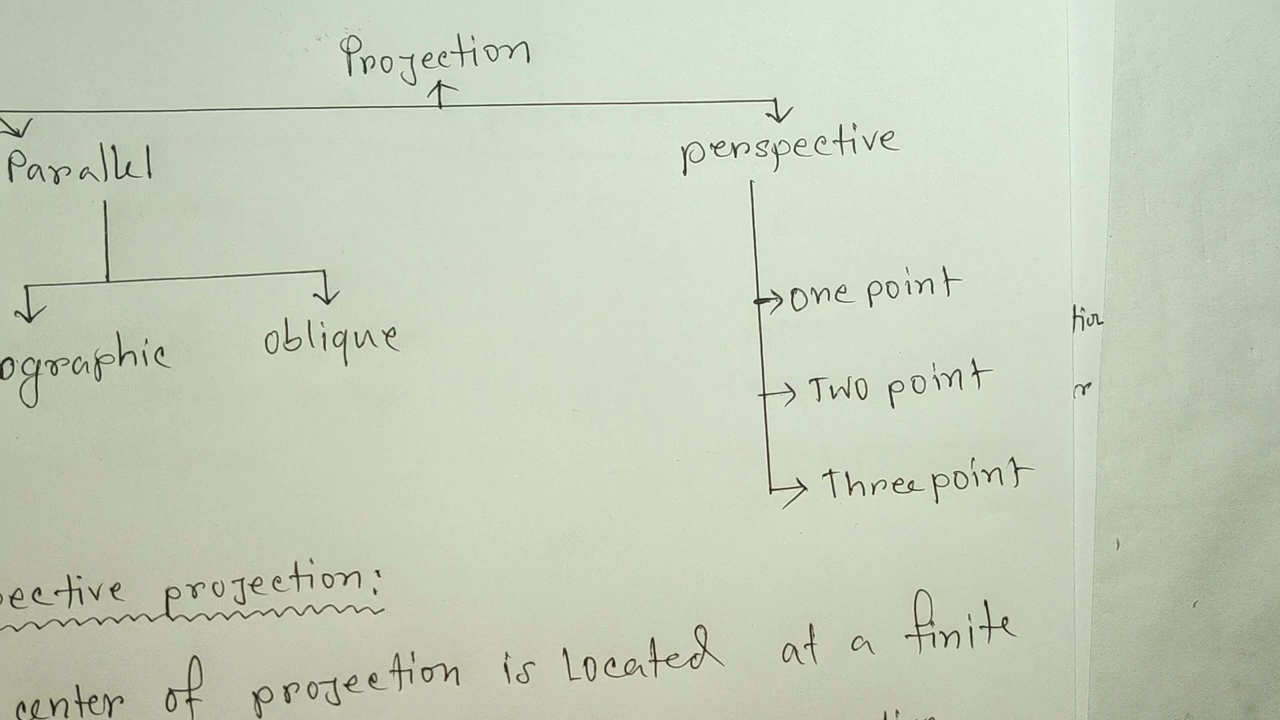 Projection
Parallel perspective
ographic oblique
one point
Two point
Three point
ective projection:
center of projection is located at a finite